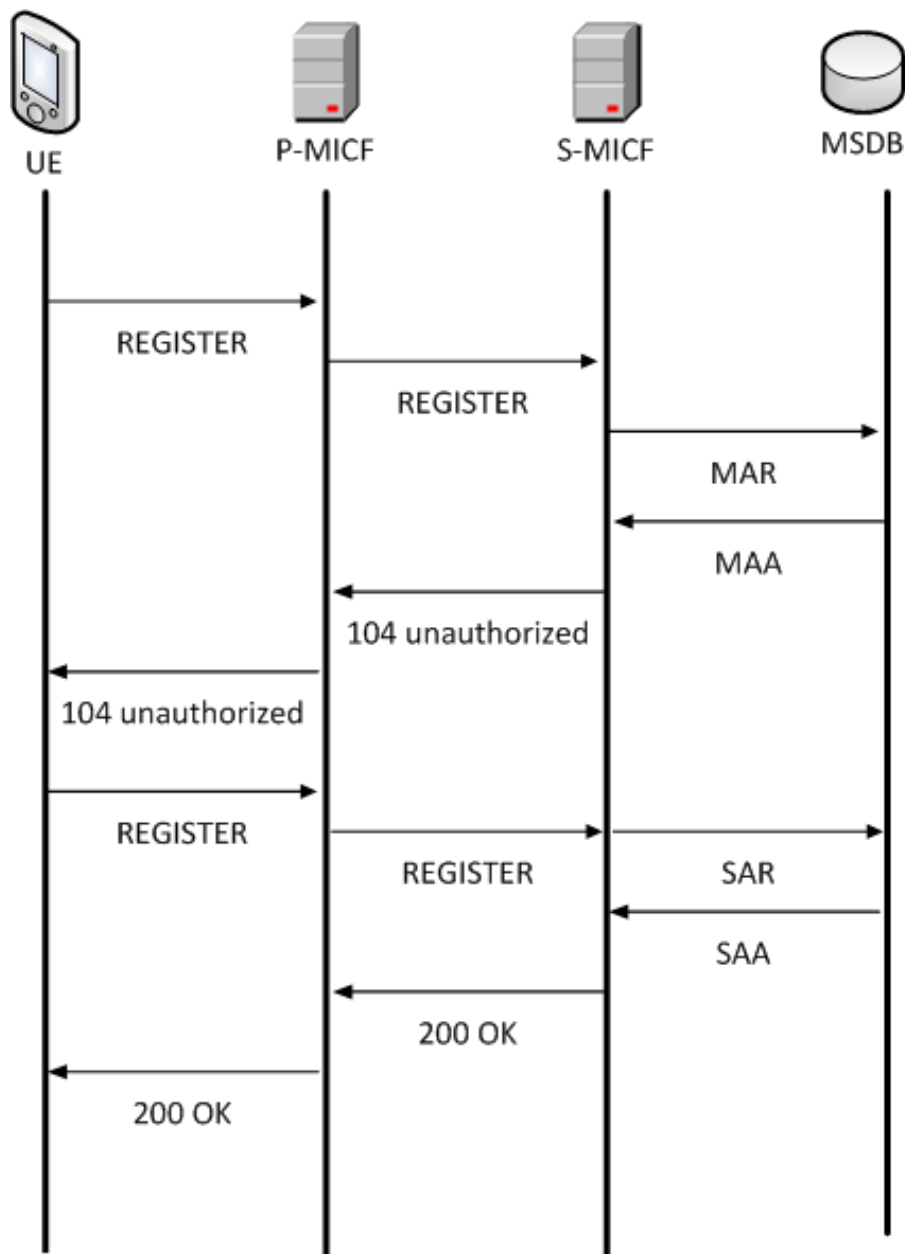 UE
P-MICF
S-MICF
MSDB
REGISTER
REGISTER
MAR
MAA
104 unauthorized
104 unauthorized
REGISTER
REGISTER
SAR
SAA
200 OK
200 OK